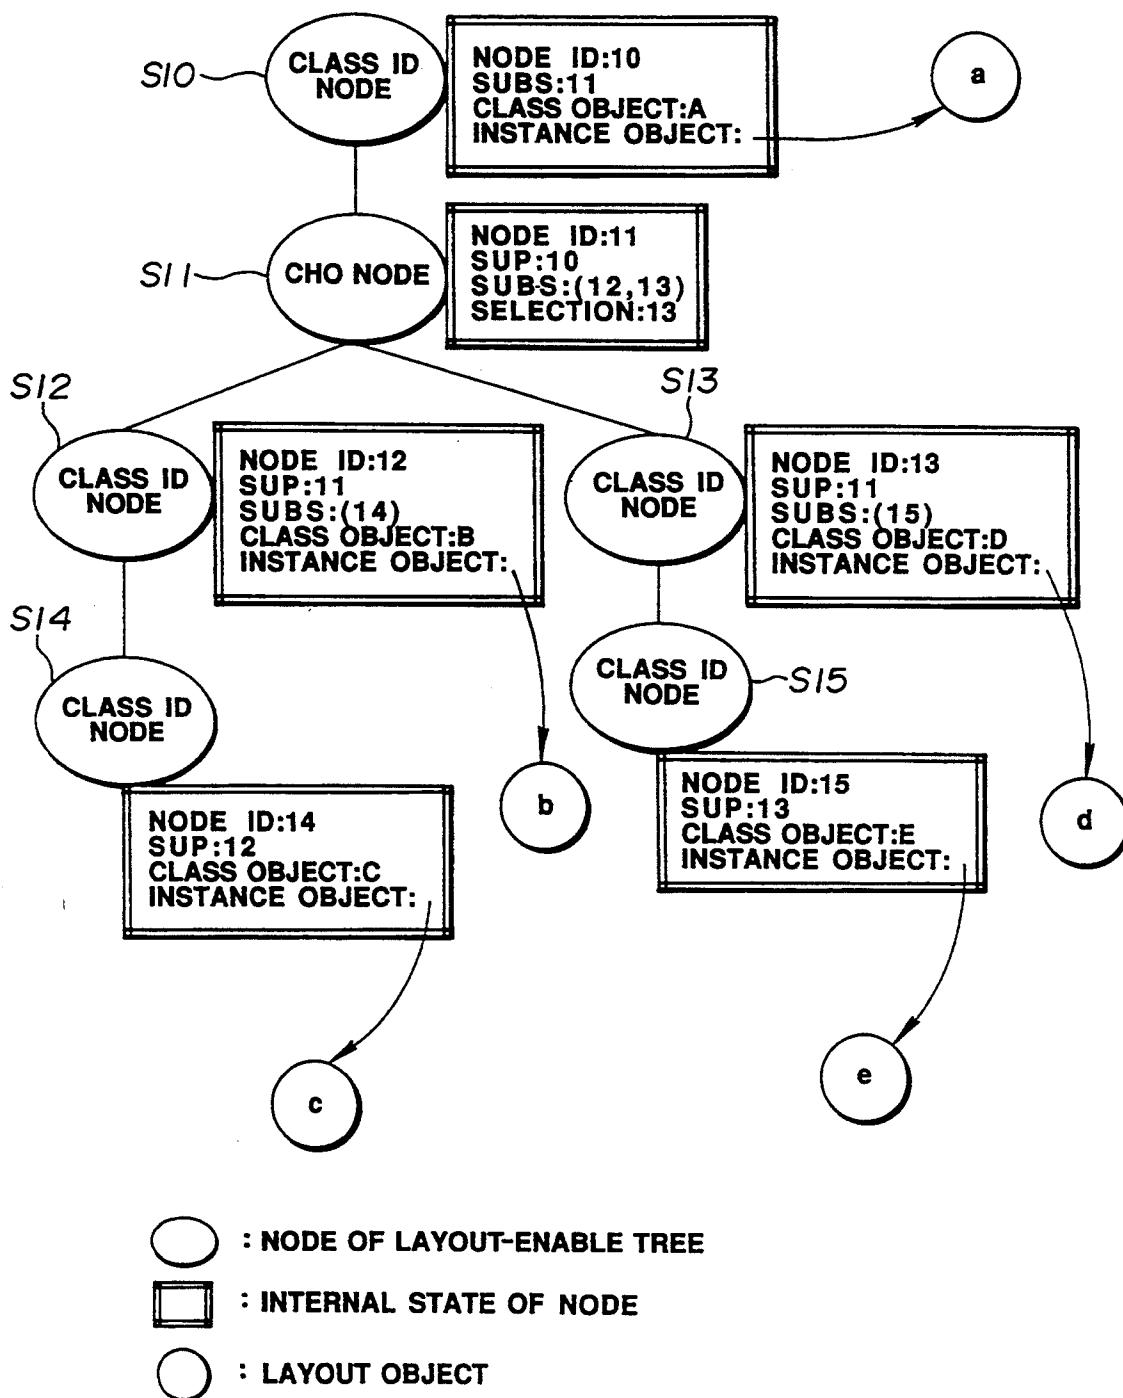 S10
CLASS ID
NODE
NODE ID:10
SUBS:11
CLASS OBJECT:A
INSTANCE OBJECT:
a
S11
CHO NODE
NODE ID:11
SUP:10
SUBS:(12,13)
SELECTION:13
S12
CLASS ID
NODE
NODE ID:12
SUP:11
SUBS:(14)
CLASS OBJECT:B
INSTANCE OBJECT:
S13
CLASS ID
NODE
NODE ID:13
SUP:11
SUBS:(15)
CLASS OBJECT:D
INSTANCE OBJECT:
S14
CLASS ID
NODE
CLASS ID
NODE
S15
b
d
NODE ID:14
SUP:12
CLASS OBJECT:C
INSTANCE OBJECT:
NODE ID:15
SUP:13
CLASS OBJECT:E
INSTANCE OBJECT:
c
e
: NODE OF LAYOUT-ENABLE TREE
: INTERNAL STATE OF NODE
: LAYOUT OBJECT